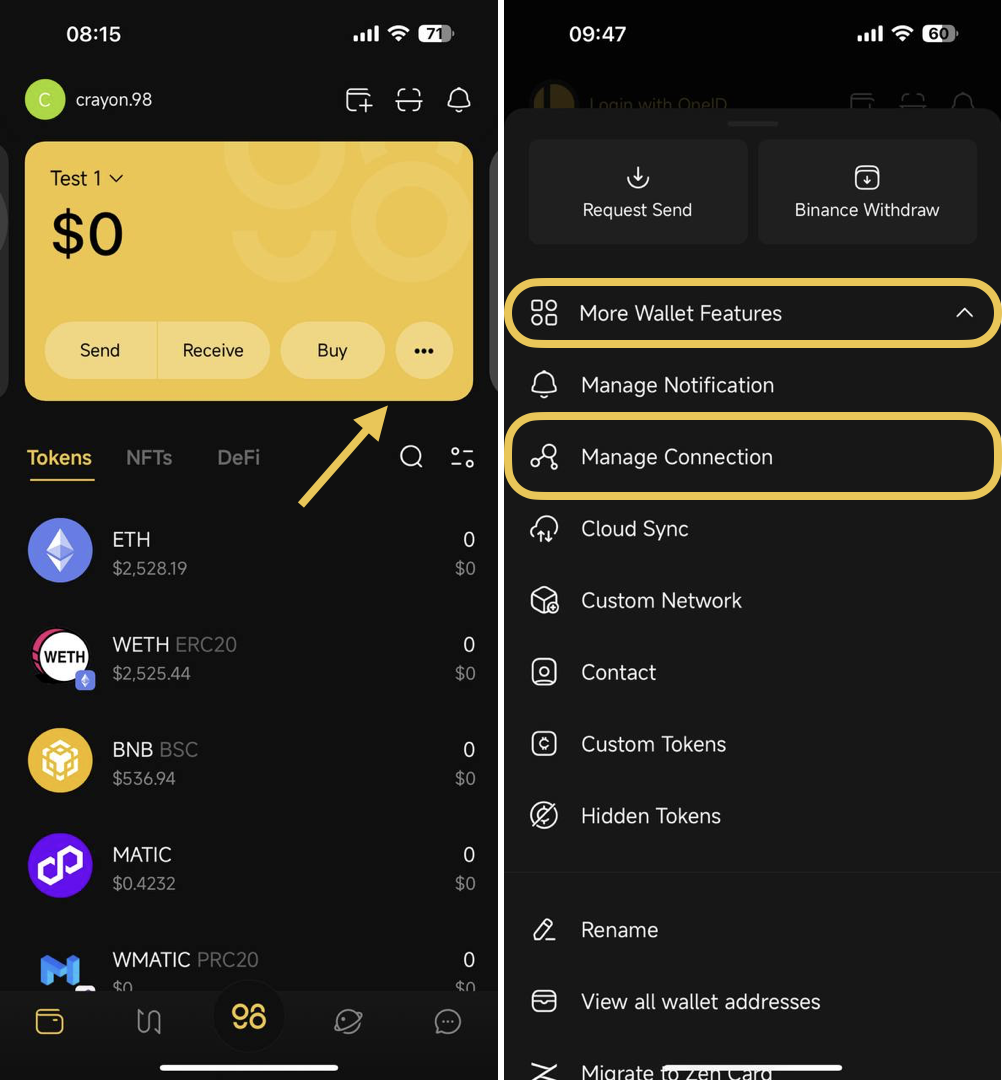 08:15
71
C
crayon.98
Test 1
$0
Send
Receive
Buy
Tokens
NFTs
DeFi
ETH
0
$2,528.19
$0
WETH ERC20
0
WETH
$2,525.44
$0
BNB BSC
0
$536.94
$0
MATIC
0
$0.4232
$0
WMATIC PRC20
0
$0
$0
09:47
60
Login with OneID
Request Send
Binance Withdraw
More Wallet Features
Manage Notification
Manage Connection
Cloud Sync
Custom Network
Contact
Custom Tokens
Hidden Tokens
Rename
View all wallet addresses
Migrate to Zen Card